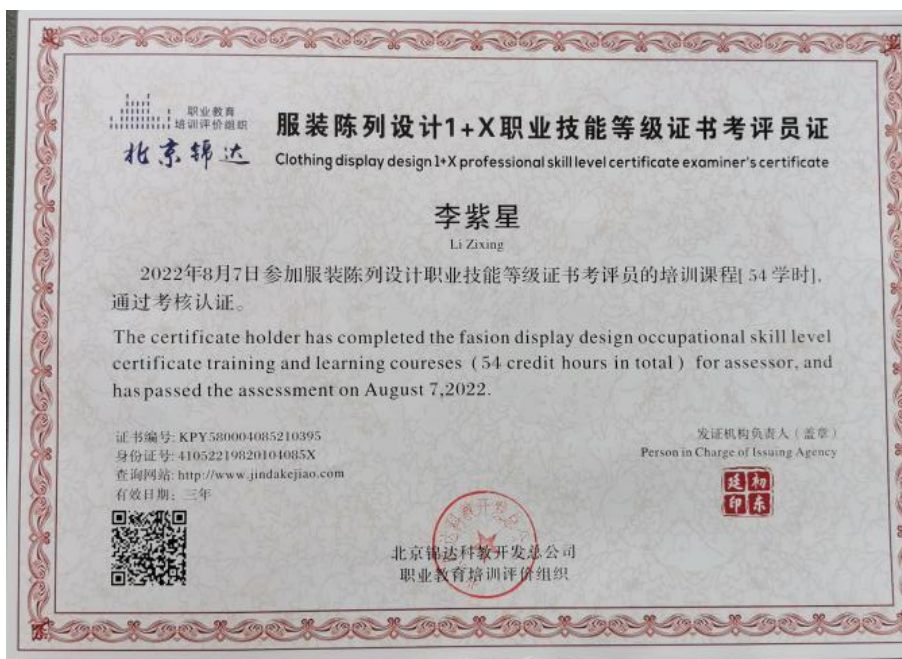 职业教育
培训评价组织
北京锦达
服装陈列设计1+X职业技能等级证书考评员证
Clothing display design 1+X professional skill level certificate examiner's certificate
李紫星
Li Zixing
2022年8月7日参加服装陈列设计职业技能等级证书考评员的培训课程[ 54 学时],
通过考核认证。
The certificate holder has completed the fasion display design occupational skill level
certificate training and learning coureses ( 54 credit hours in total ) for assessor, and
has passed the assessment on August 7,2022.
证书编号: KPY580004085210395
身份证号: 41052219820104085X
查询网站: http://www.jindakejiao.com
有效日期: 三年
发证机构负责人（盖章）
Person in Charge of Issuing Agency
廷初
印东
北京锦达科教开发总公司
职业教育培训评价组织